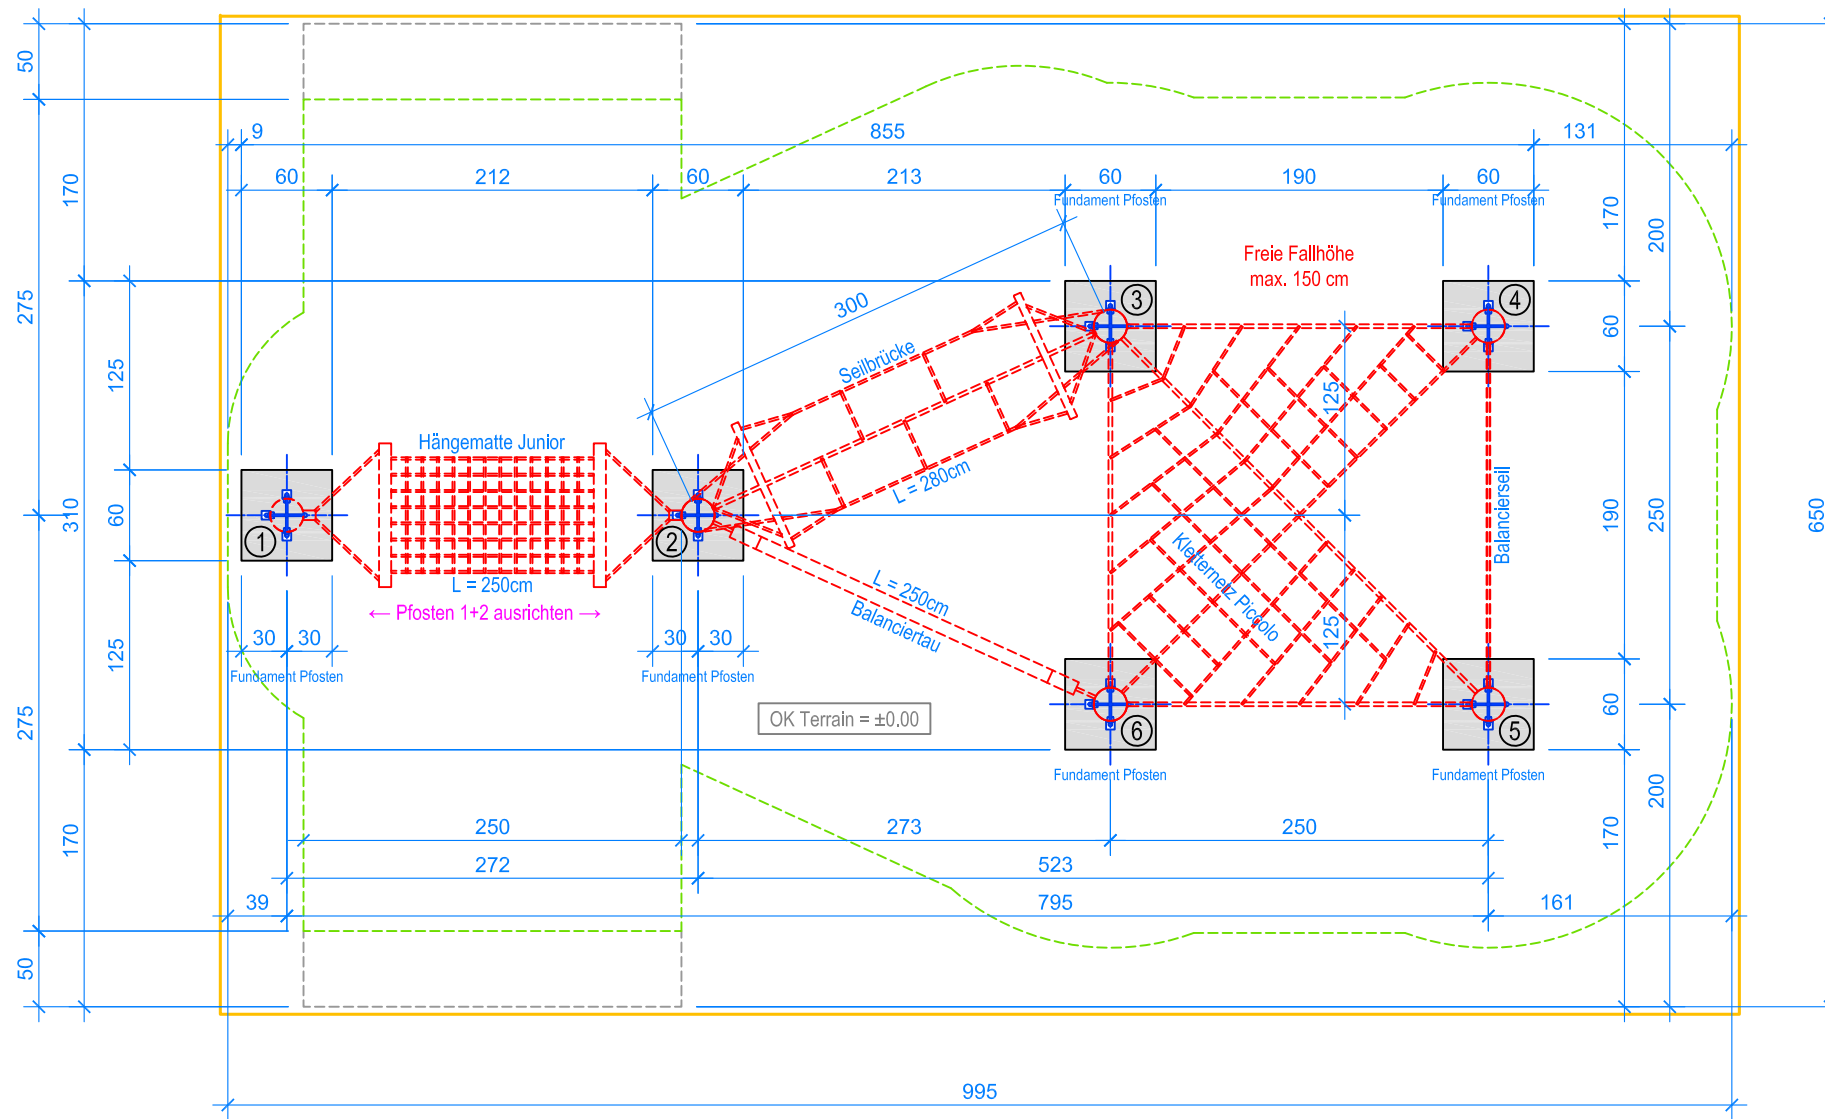 50
9
855
131
170
60
212
60
213
60
190
60
Fundament Pfosten
Fundament Pfosten
170
200
Freie Fallhöhe
max. 150 cm
275
300
3
4
60
125
Seilbrücke
125
Hängematte Junior
L = 280cm
Balancierseil
310
60
1
2
190
250
650
L = 250cm
← Pfosten 1+2 ausrichten →
L = 250cm
Balanciertau
Kletternetz Piccolo
125
125
30
30
30
30
Fundament Pfosten
Fundament Pfosten
275
OK Terrain = ±0.00
6
5
60
Fundament Pfosten
Fundament Pfosten
200
170
250
273
250
170
272
523
39
795
161
50
995